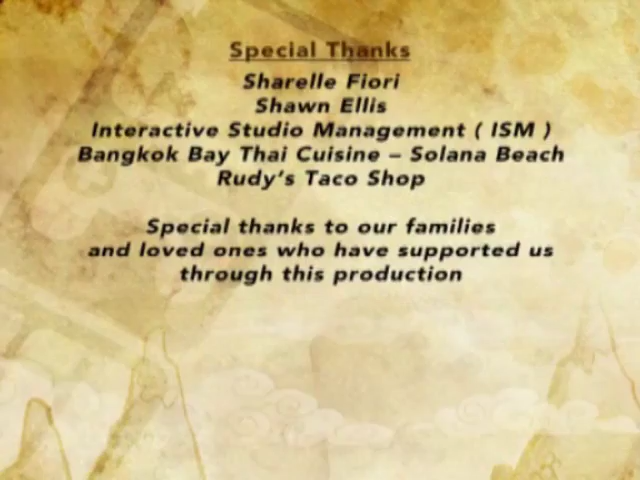 Special Thanks
Sharelle Fiori
Shawn Ellis
Interactive Studio Management ( ISM )
Bangkok Bay Thai Cuisine – Solana Beach
Rudy's Taco Shop
Special thanks to our families
and loved ones who have supported us
through this production